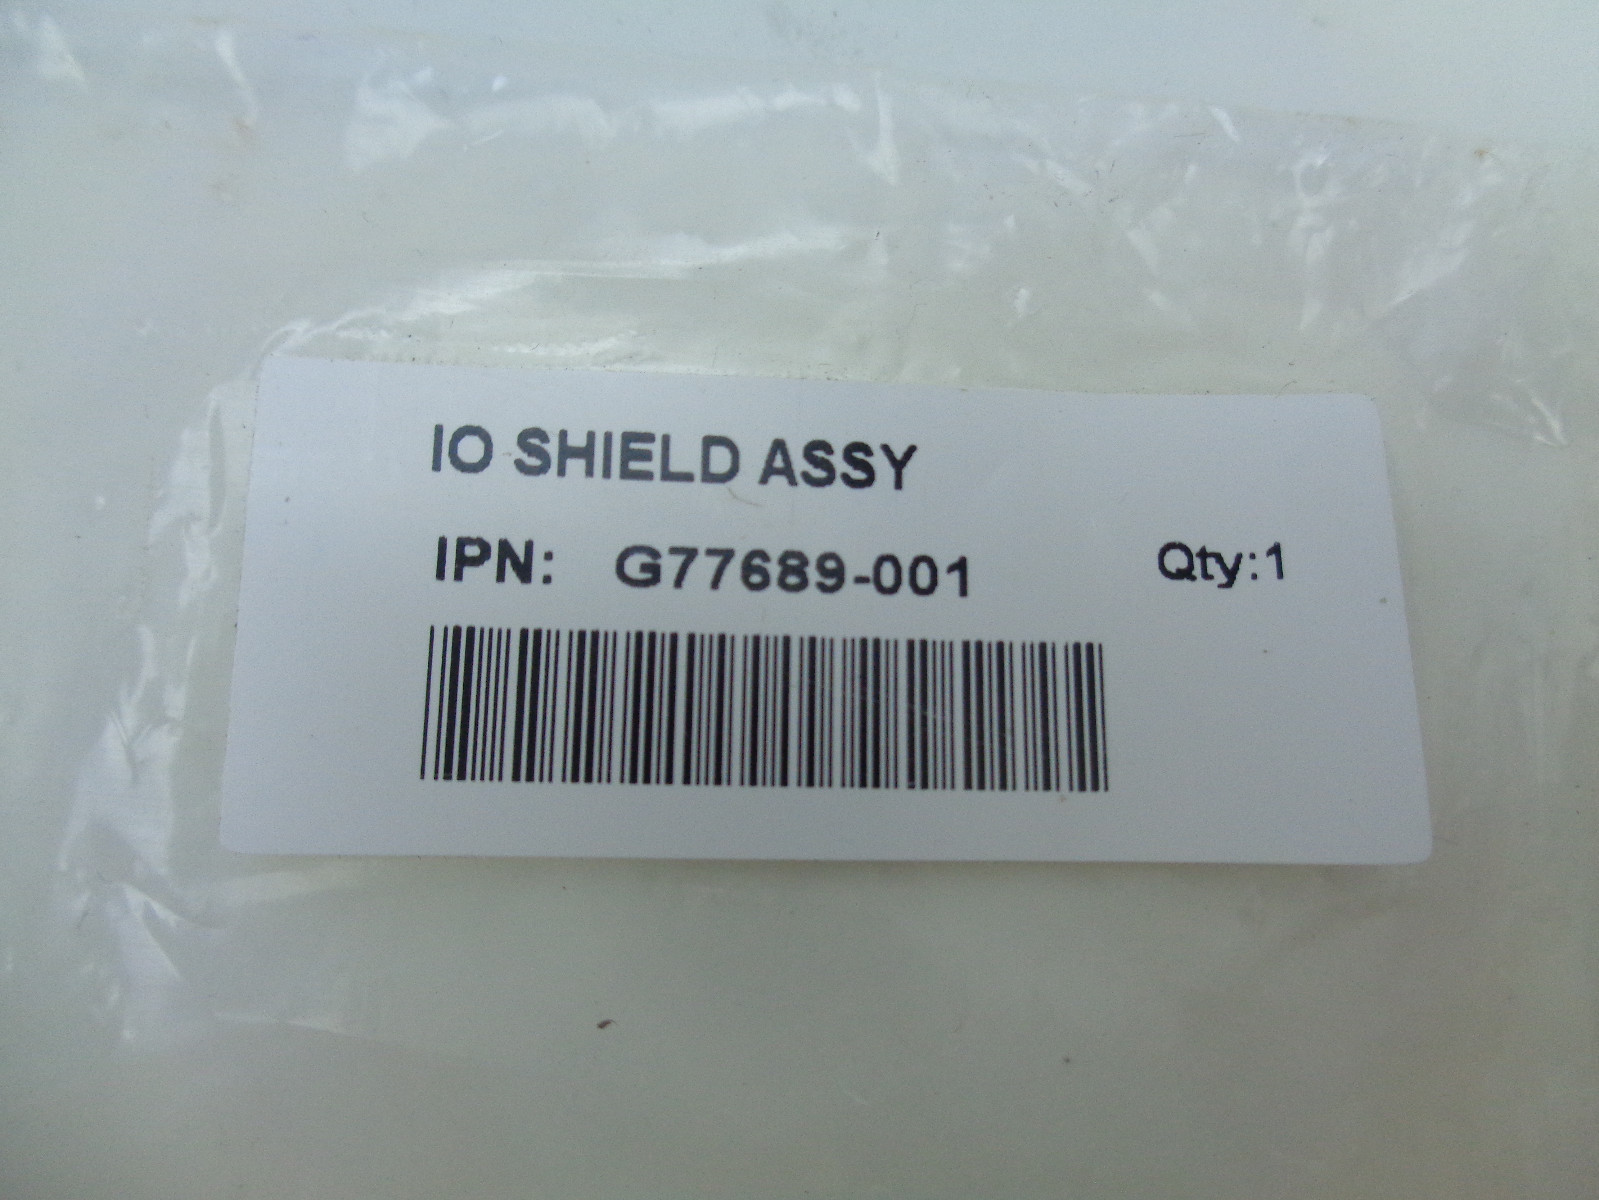 IO SHIELD ASSY
IPN: G77689-001 Qty:1